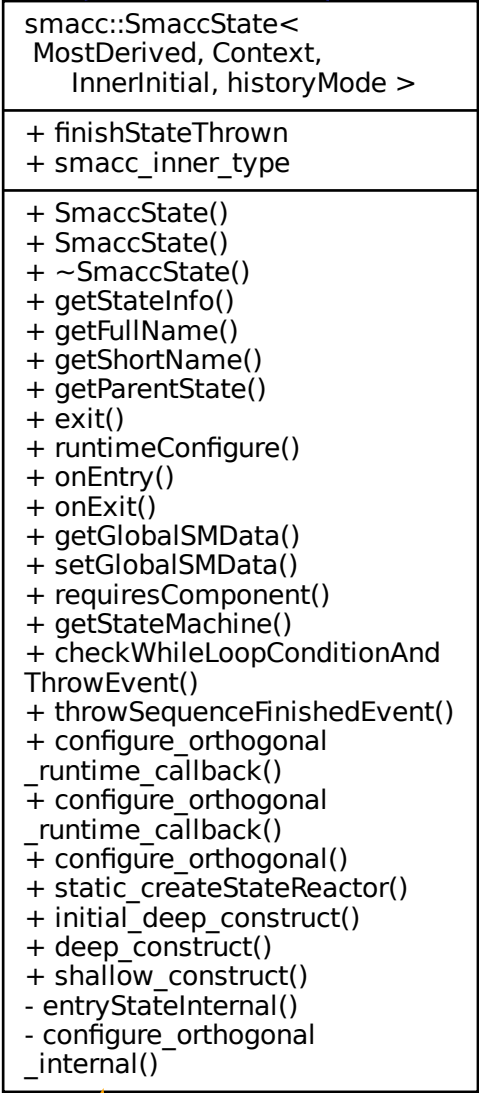 smacc::SmaccState<
MostDerived, Context,
InnerInitial, historyMode >
+ finishStateThrown
+ smacc_inner_type
+ SmaccState()
+ SmaccState()
+ ~SmaccState()
+ getStateInfo()
+ getFullName()
+ getShortName()
+ getParentState()
+ exit()
+ runtimeConfigure()
+ onEntry()
+ onExit()
+ getGlobalSMData()
+ setGlobalSMData()
+ requiresComponent()
+ getStateMachine()
+ checkWhileLoopConditionAnd
ThrowEvent()
+ throwSequenceFinishedEvent()
+ configure_orthogonal
_runtime_callback()
+ configure_orthogonal
_runtime_callback()
+ configure_orthogonal()
+ static_createStateReactor()
+ initial_deep_construct()
+ deep_construct()
+ shallow_construct()
- entryStateInternal()
- configure_orthogonal
_internal()